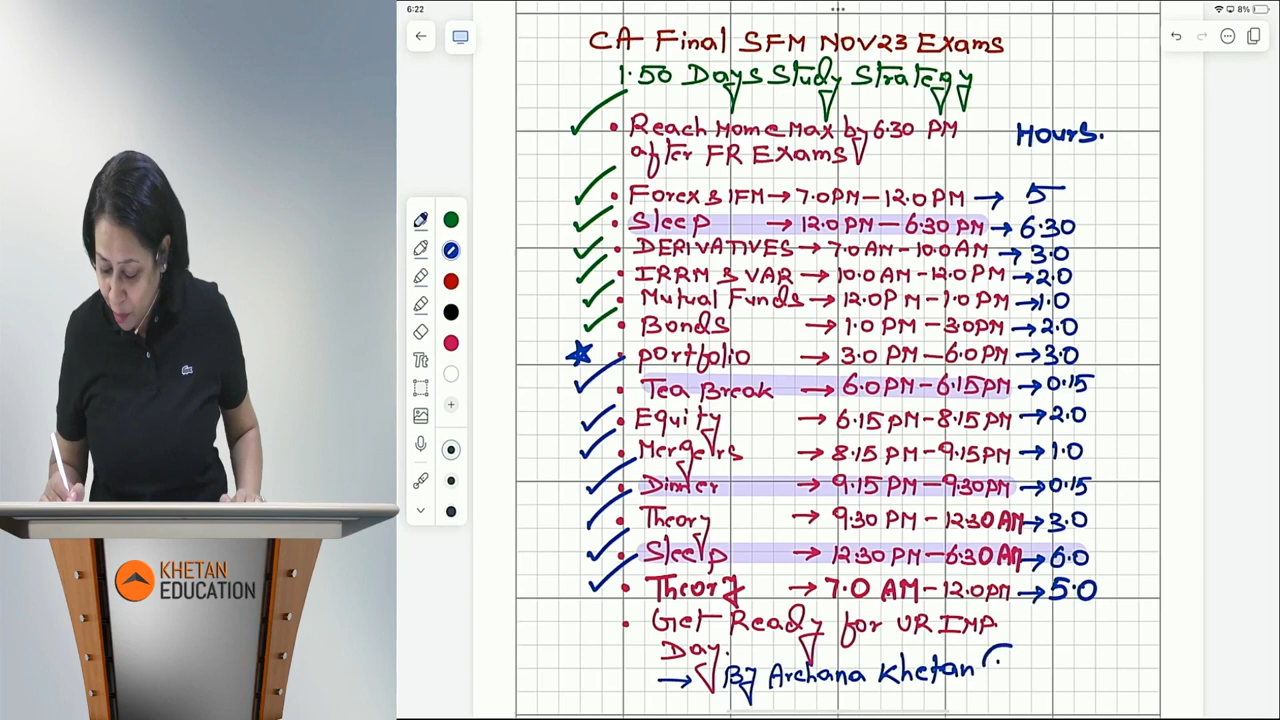 6:22
8%
CA Final SFM NOV23 Exams
1.50 Days Study Strategy
• Reach Home Max by 6.30 PM
after FR Exams
Hours.
• Forex & IFM → 7.0PM – 12.0PM → 5
• Sleep → 12.0 PM – 6.30 PM → 6.30
• DERIVATIVES → 7.0 AM – 10.0 AM → 3.0
• IRRM & VAR → 10.0 AM – 12.0 PM → 2.0
• Mutual Funds → 12.0 PM – 1.0 PM → 1.0
• Bonds → 1.0 PM – 3.0 PM → 2.0
• Portfolio → 3.0 PM – 6.0 PM → 3.0
• Tea Break → 6.0 PM – 6.15 PM → 0.15
• Equity → 6.15 PM – 8.15 PM → 2.0
• Mergers → 8.15 PM – 9.15 PM → 1.0
• Dinner → 9.15 PM – 9.30 PM → 0.15
• Theory → 9.30 PM – 12.30 AM → 3.0
• Sleep → 12.30 PM – 6.30 AM → 6.0
• Theory → 7.0 AM – 12.0 PM → 5.0
• Get Ready for UR IMP.
Day.
→ By Archana Khetan
Tt
KHETAN
EDUCATION